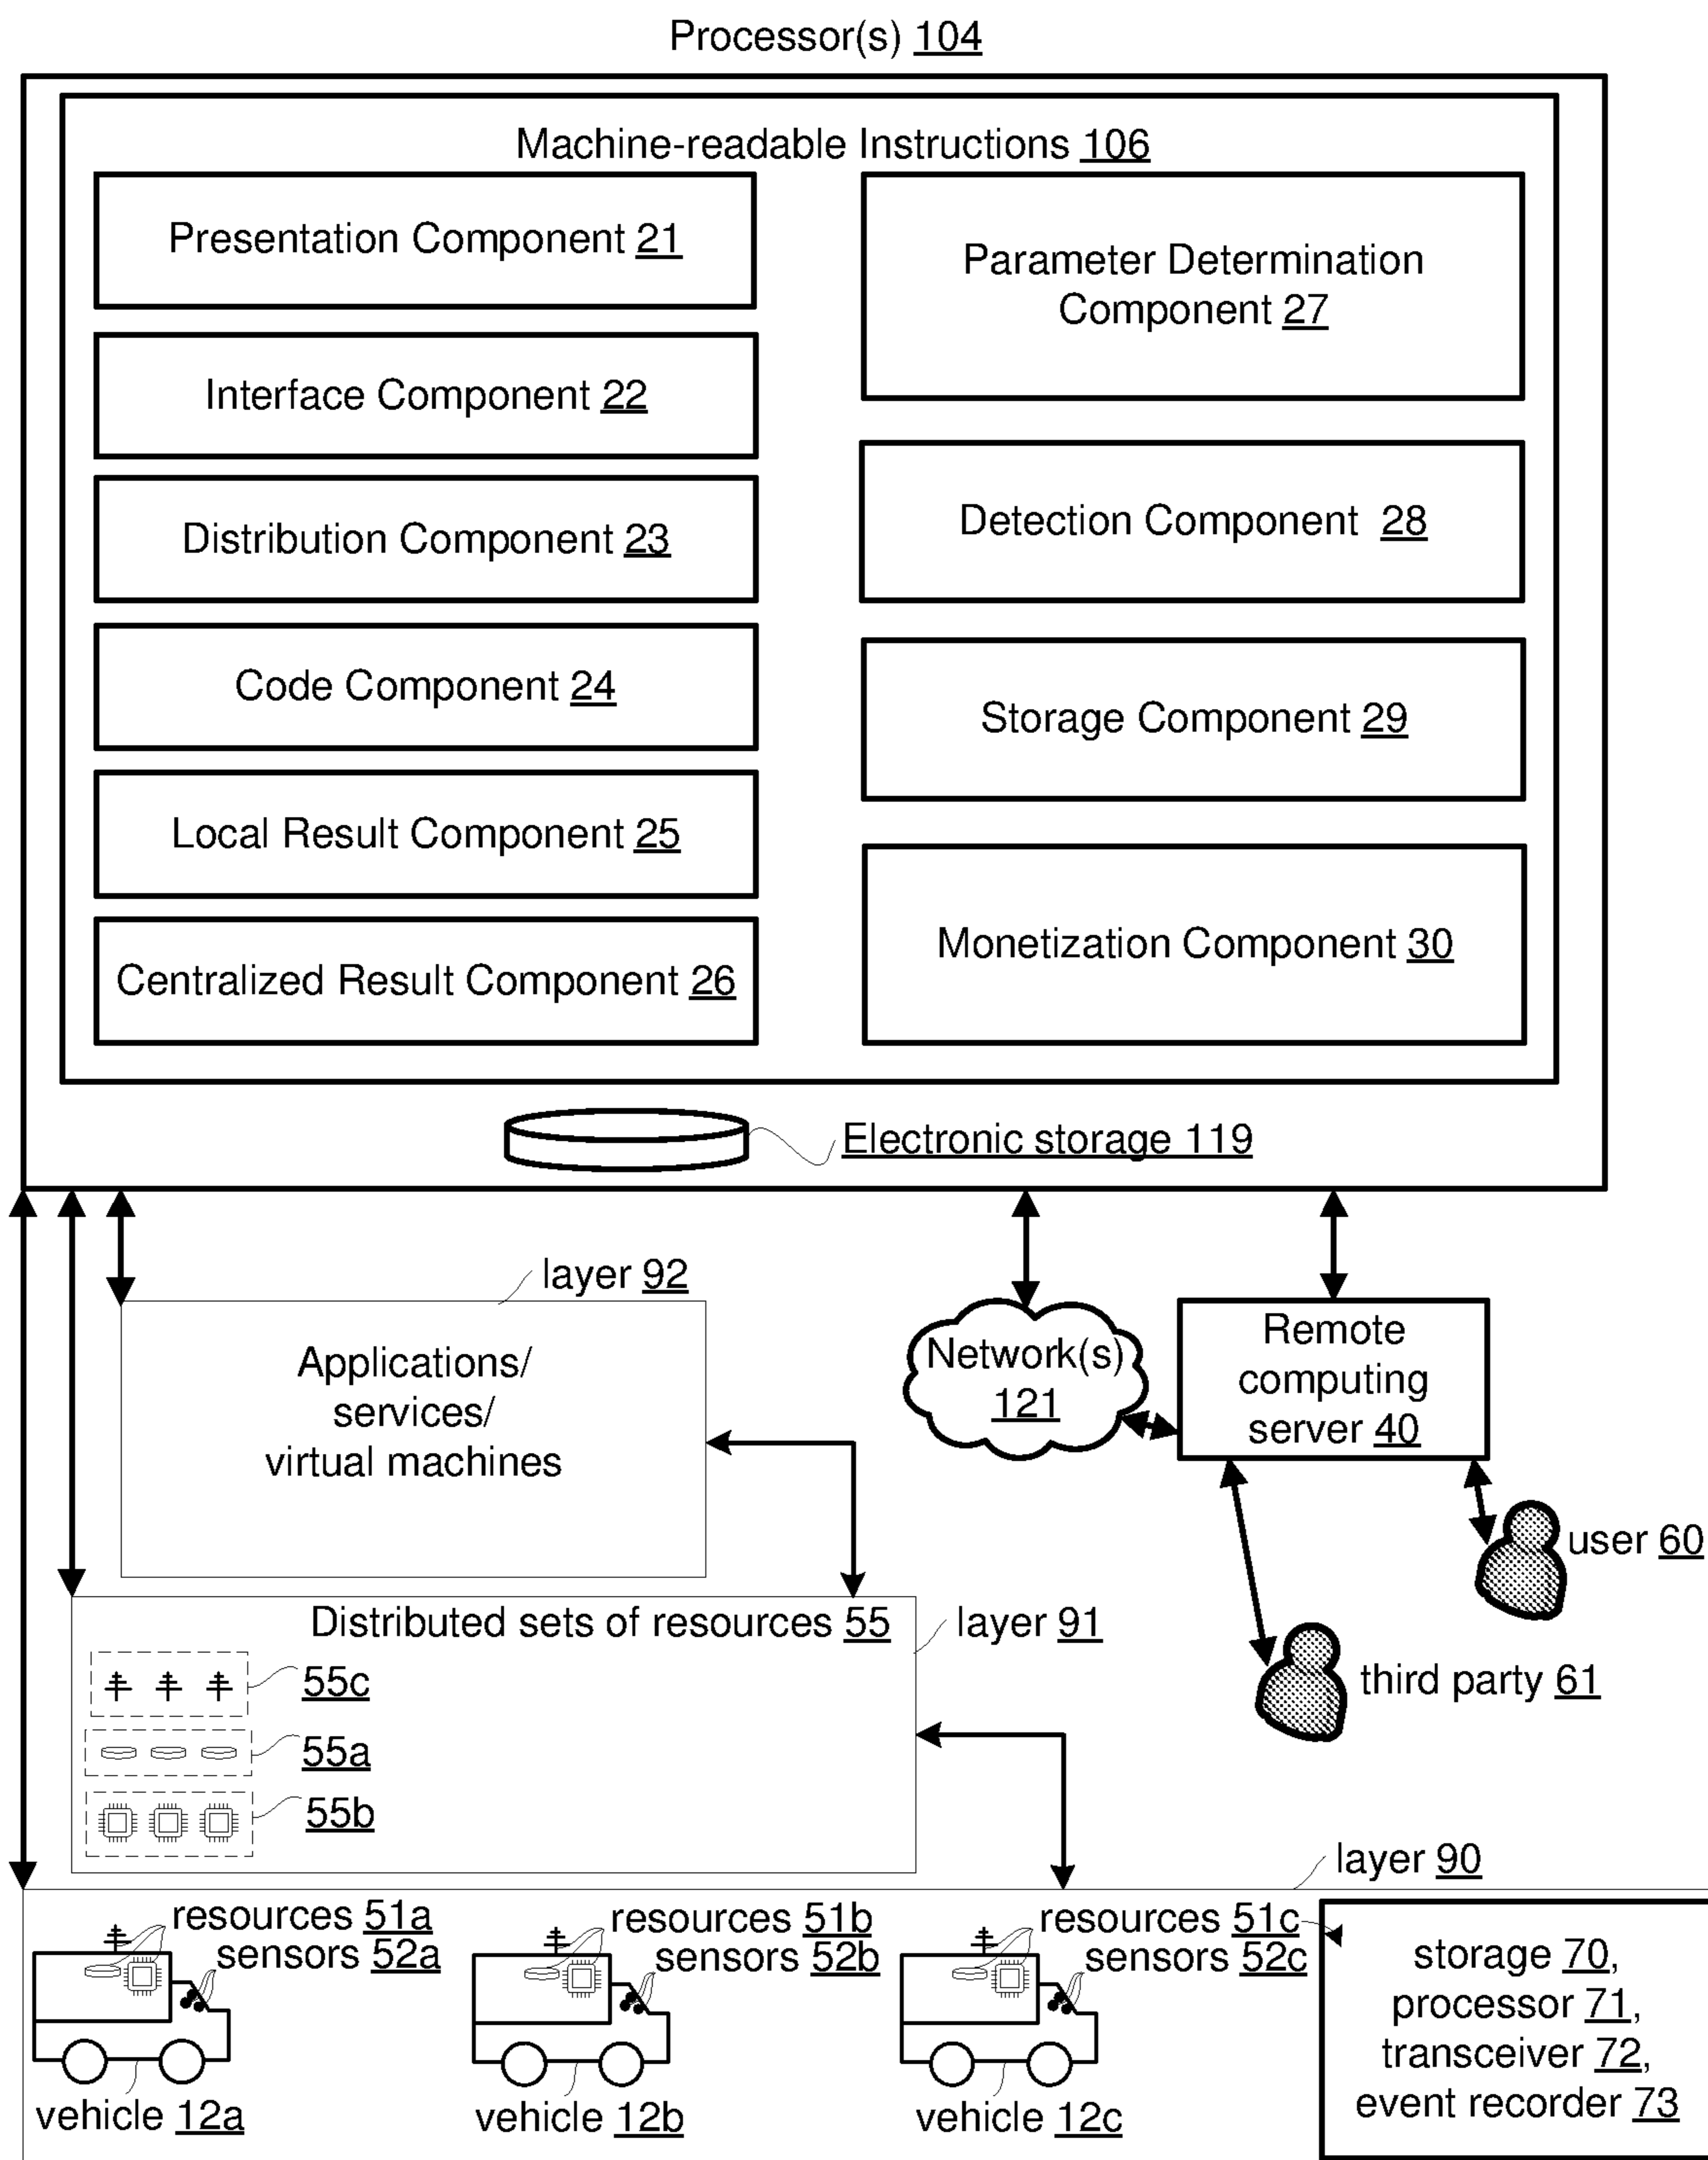 Processor(s) 104
Machine-readable Instructions 106
Presentation Component 21
Interface Component 22
Distribution Component 23
Code Component 24
Local Result Component 25
Centralized Result Component 26
Parameter Determination
Component 27
Detection Component 28
Storage Component 29
Monetization Component 30
Electronic storage 119
layer 92
Applications/
services/
virtual machines
Network(s)
121
Remote
computing
server 40
user 60
third party 61
Distributed sets of resources 55
layer 91
55c
55a
55b
layer 90
resources 51a
sensors 52a
vehicle 12a
resources 51b
sensors 52b
vehicle 12b
resources 51c
sensors 52c
vehicle 12c
storage 70,
processor 71,
transceiver 72,
event recorder 73